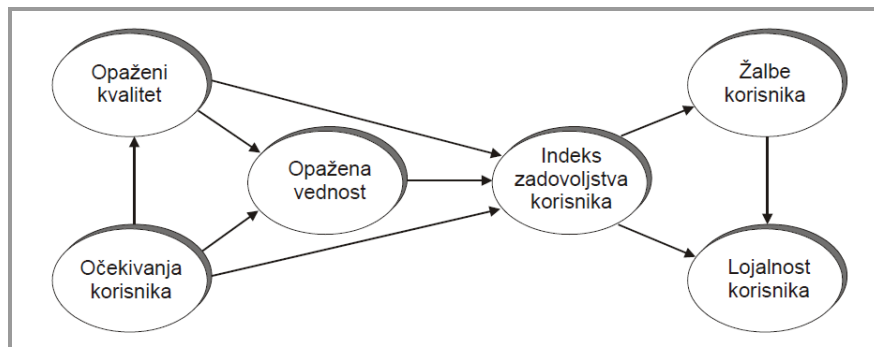 Opaženi
kvalitet
Žalbe
korisnika
Opažena
vednost
Indeks
zadovoljstva
korisnika
Očekivanja
korisnika
Lojalnost
korisnika